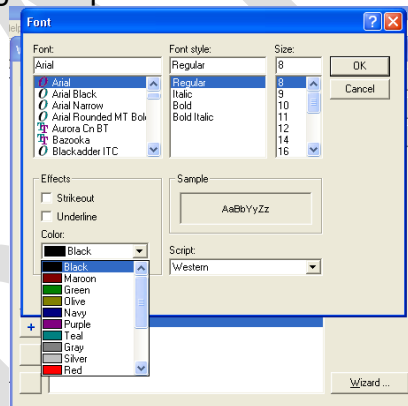 Font
Font: Font style: Size:
Arial Regular 8 OK
Arial Regular 8 Cancel
Arial Black Italic 9
Arial Narrow Bold 10
Arial Rounded MT Bold Bold Italic 11
Aurora Cn BT 12
Bazooka 14
Blackadder ITC 16
Effects Sample
Strikeout AaBbYyZz
Underline
Color: Script:
Black Western
Black
Maroon
Green
Olive
Navy
Purple
Teal
Gray
Silver
Red
Wizard ...